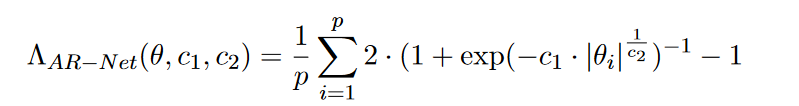 Λ_{AR−Net}(θ, c_1, c_2) = \frac{1}{p} \sum_{i=1}^{p} 2 · (1 + exp(−c_1 · |θ_i|^{\frac{1}{c_2}})^{-1} − 1